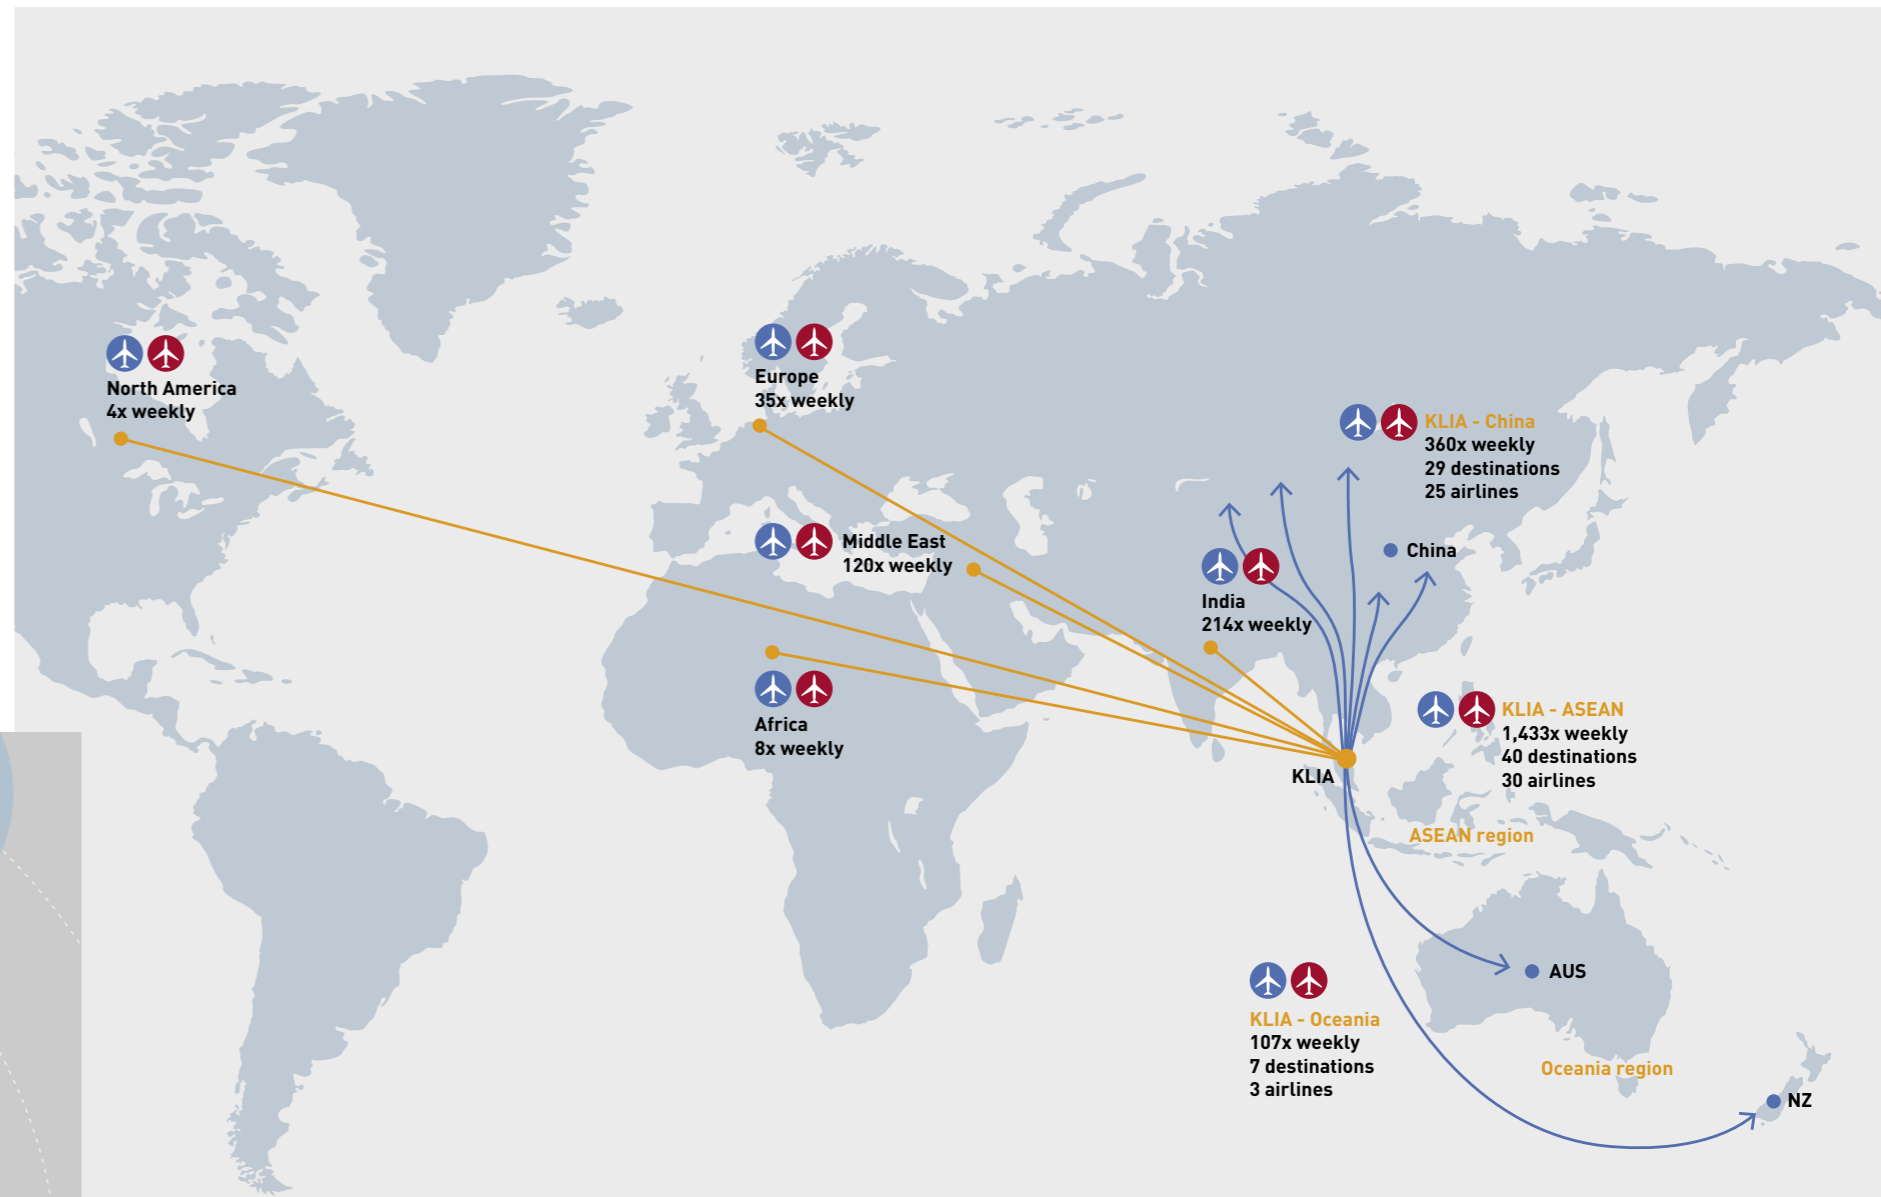 North America
4x weekly
Europe
35x weekly
KLIA - China
360x weekly
29 destinations
25 airlines
Middle East
120x weekly
China
India
214x weekly
Africa
8x weekly
KLIA - ASEAN
1,433x weekly
40 destinations
30 airlines
KLIA
ASEAN region
AUS
KLIA - Oceania
107x weekly
7 destinations
3 airlines
Oceania region
NZ